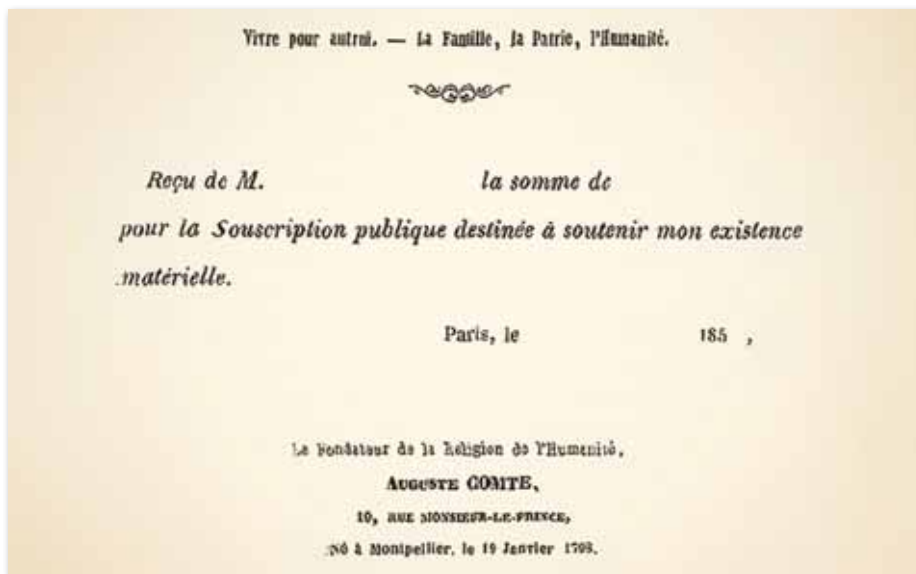 Vivre pour autrui. — La Famille, la Patrie, l'Humanité.
Reçu de M. la somme de
pour la Souscription publique destinée à soutenir mon existence
matérielle.
Paris, le 185 ,
Le Fondateur de la Religion de l'Humanité,
AUGUSTE COMTE,
10, RUE MONSIEUR-LE-PRINCE,
Né à Montpellier, le 19 Janvier 1798.